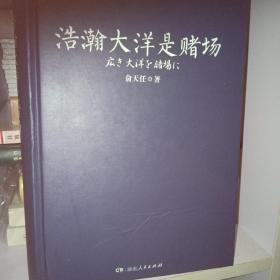 浩瀚大洋是赌场
広き大洋を賭場に
俞天任◎著
湖南人民出版社